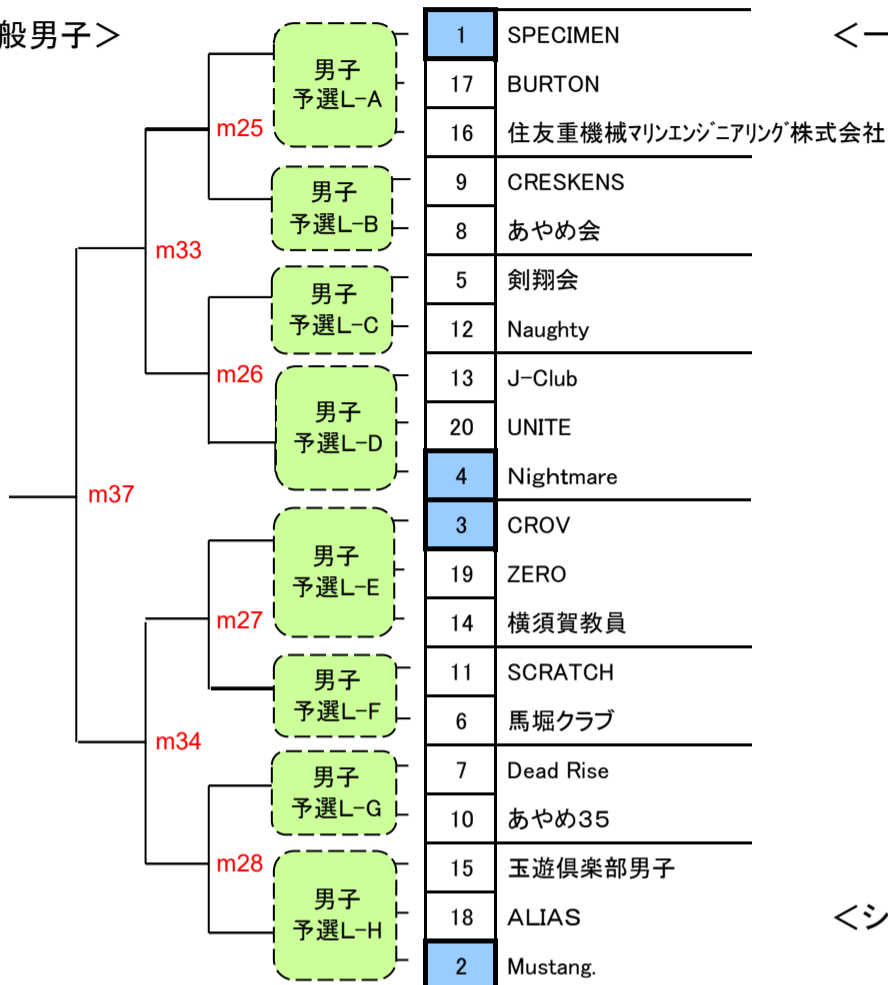 般男子＞
＜一
男子
予選L-A
1 SPECIMEN
17 BURTON
16 住友重機械マリンエンジニアリング株式会社
m25
男子
予選L-B
9 CRESKENS
8 あやめ会
m33
男子
予選L-C
5 剣翔会
12 Naughty
m26
男子
予選L-D
13 J-Club
20 UNITE
4 Nightmare
m37
男子
予選L-E
3 CROV
19 ZERO
14 横須賀教員
m27
男子
予選L-F
11 SCRATCH
6 馬堀クラブ
m34
男子
予選L-G
7 Dead Rise
10 あやめ35
m28
男子
予選L-H
15 玉遊倶楽部男子
18 ALIAS
2 Mustang.
＜シ